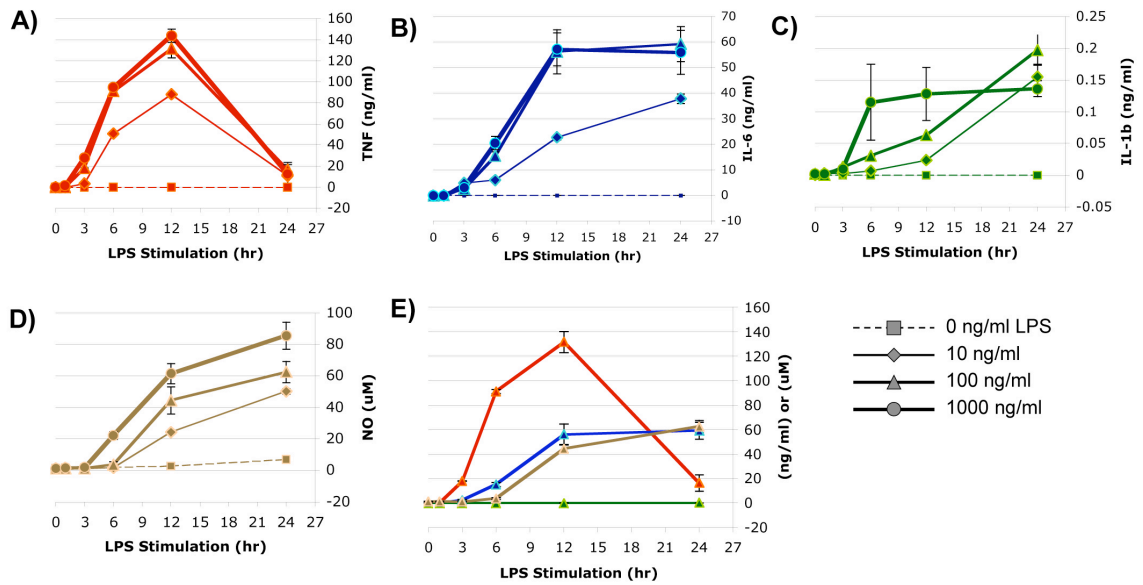 A)
160
140
120
100
80
60
40
20
0
-20
TNF (ng/ml)
0 3 6 9 12 15 18 21 24 27
LPS Stimulation (hr)
B)
70
60
50
40
30
20
10
0
-10
IL-6 (ng/ml)
0 3 6 9 12 15 18 21 24 27
LPS Stimulation (hr)
C)
0.25
0.2
0.15
0.1
0.05
0
-0.05
IL-1b (ng/ml)
0 3 6 9 12 15 18 21 24 27
LPS Stimulation (hr)
D)
100
80
60
40
20
0
-20
NO (uM)
0 3 6 9 12 15 18 21 24 27
LPS Stimulation (hr)
E)
160
140
120
100
80
60
40
20
0
-20
(ng/ml) or (uM)
0 3 6 9 12 15 18 21 24 27
LPS Stimulation (hr)
0 ng/ml LPS
10 ng/ml
100 ng/ml
1000 ng/ml